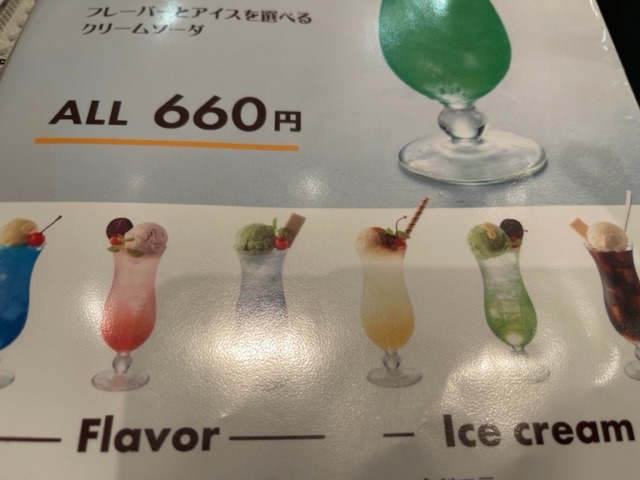 フレーバーとアイスを選べる
クリームソーダ
ALL 660円
Flavor
Ice cream